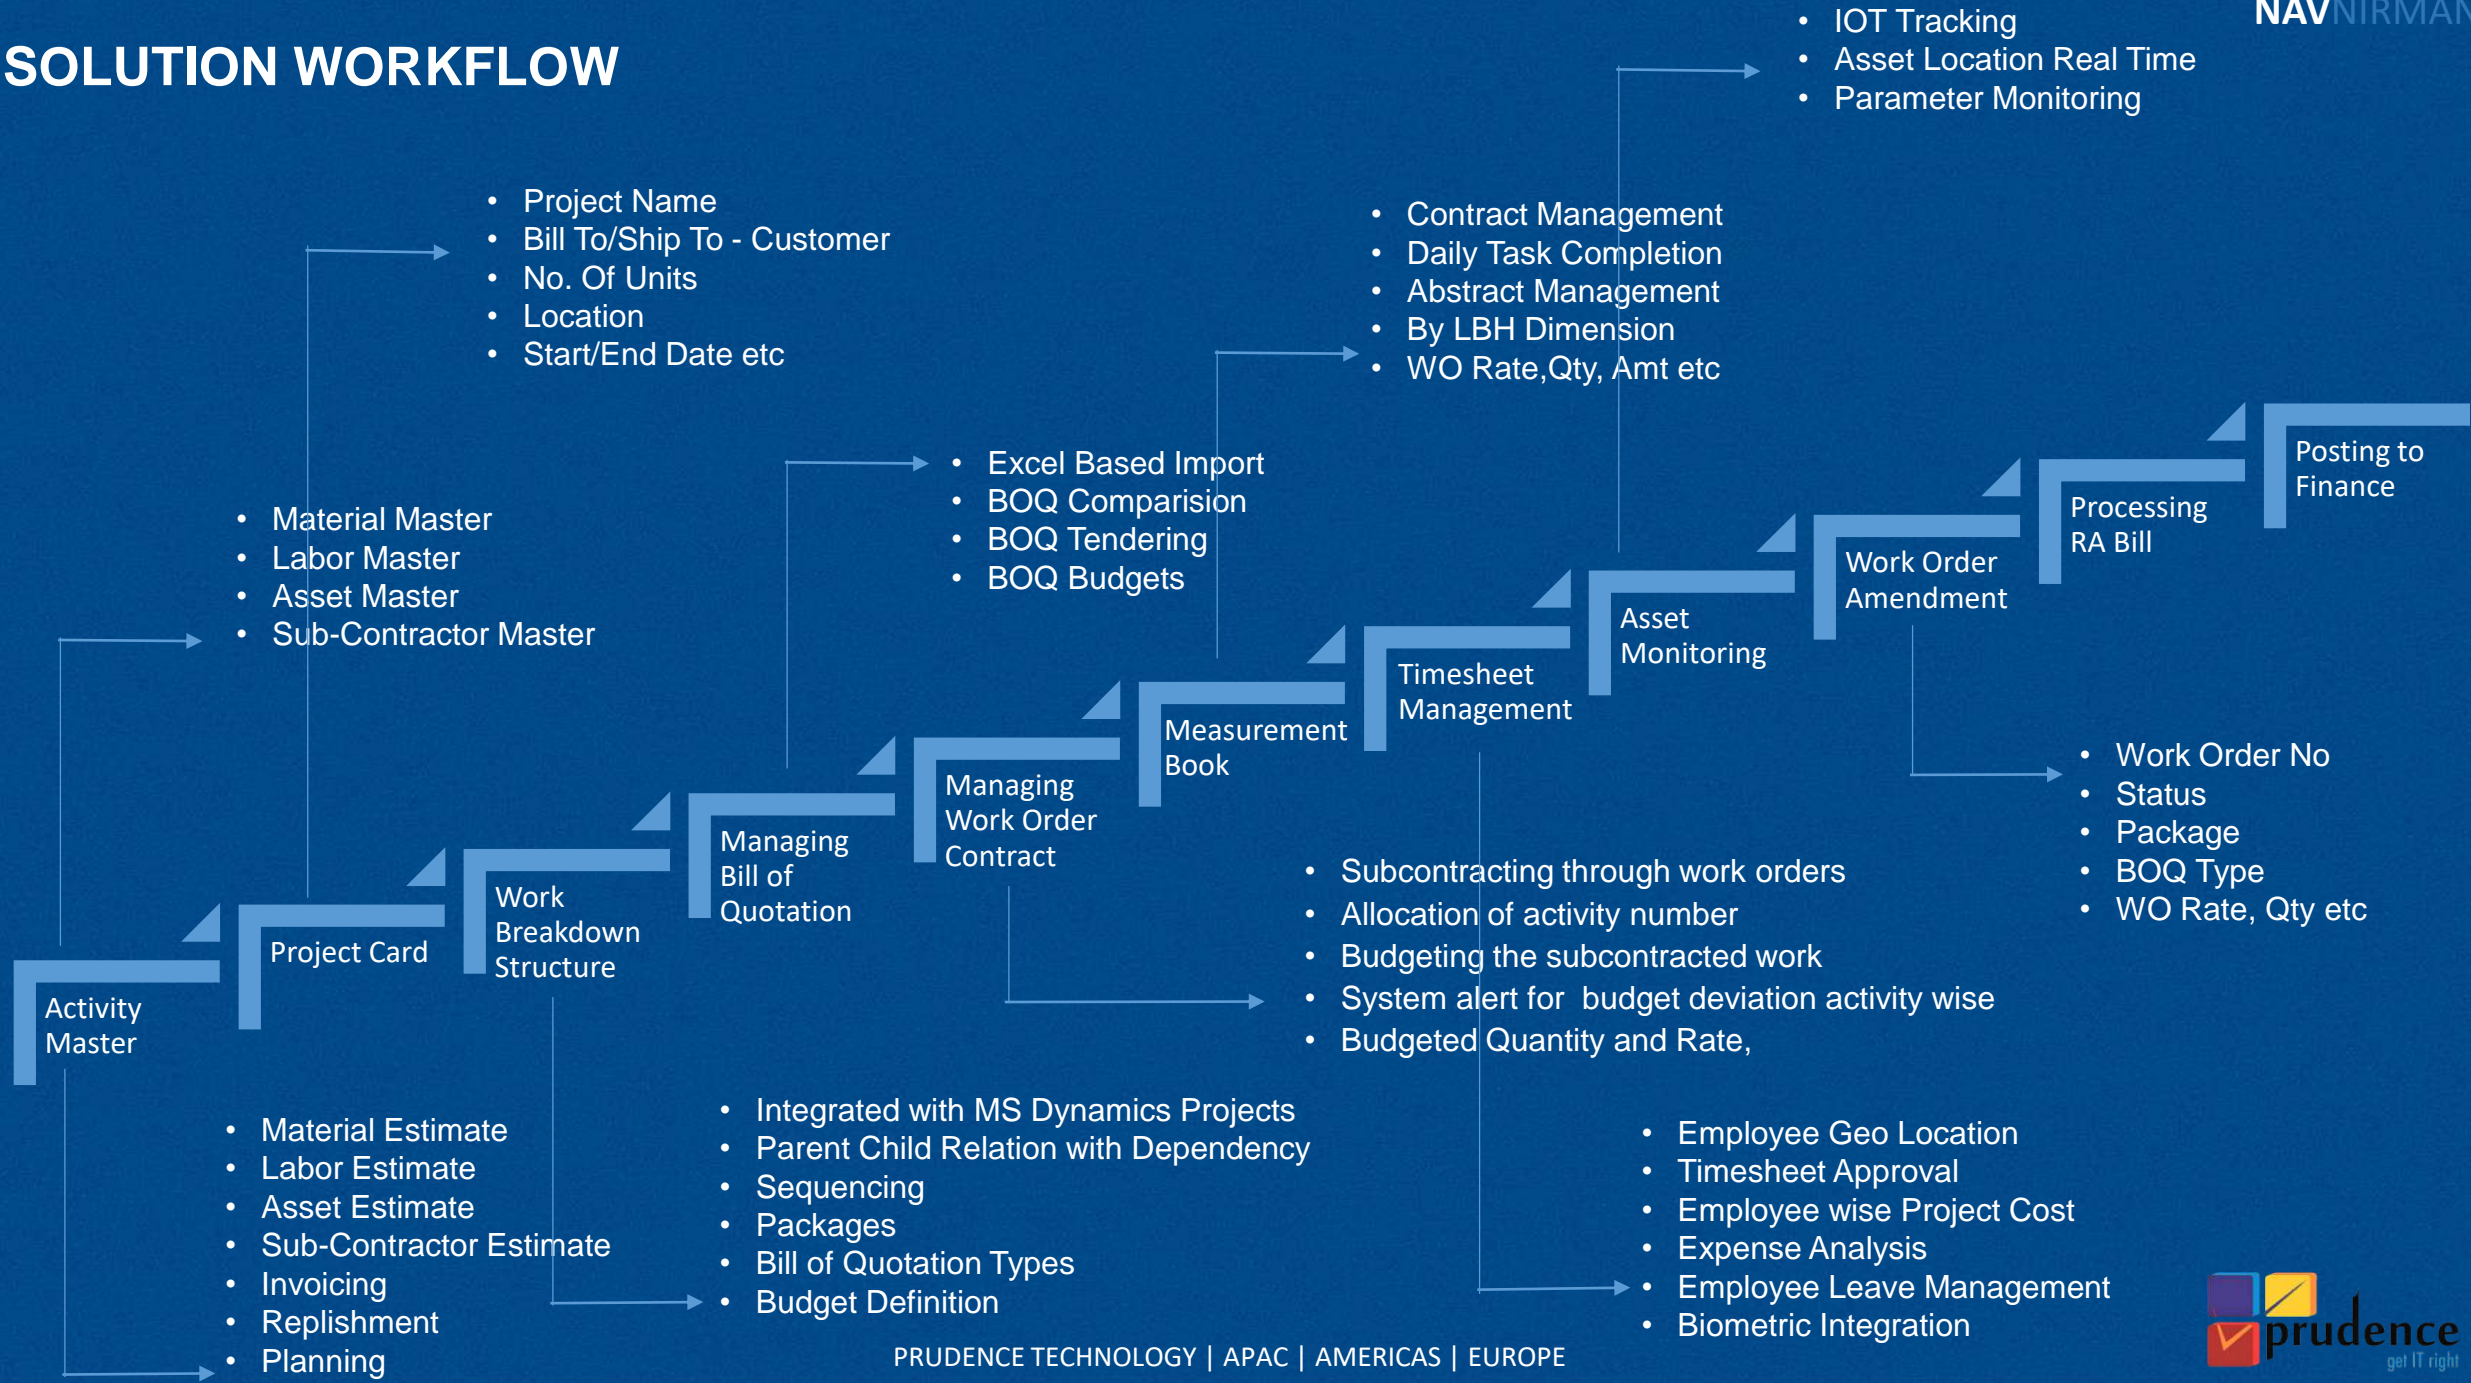 SOLUTION WORKFLOW
NAVNIRMAN
• IOT Tracking
• Asset Location Real Time
• Parameter Monitoring
• Project Name
• Bill To/Ship To - Customer
• No. Of Units
• Location
• Start/End Date etc
• Contract Management
• Daily Task Completion
• Abstract Management
• By LBH Dimension
• WO Rate,Qty, Amt etc
• Excel Based Import
• BOQ Comparision
• BOQ Tendering
• BOQ Budgets
• Material Master
• Labor Master
• Asset Master
• Sub-Contractor Master
Activity
Master
Project Card
Work
Breakdown
Structure
Managing
Bill of
Quotation
Managing
Work Order
Contract
Measurement
Book
Timesheet
Management
Asset
Monitoring
Work Order
Amendment
Processing
RA Bill
Posting to
Finance
• Work Order No
• Status
• Package
• BOQ Type
• WO Rate, Qty etc
• Subcontracting through work orders
• Allocation of activity number
• Budgeting the subcontracted work
• System alert for  budget deviation activity wise
• Budgeted Quantity and Rate,
• Material Estimate
• Labor Estimate
• Asset Estimate
• Sub-Contractor Estimate
• Invoicing
• Replishment
• Planning
• Integrated with MS Dynamics Projects
• Parent Child Relation with Dependency
• Sequencing
• Packages
• Bill of Quotation Types
• Budget Definition
• Employee Geo Location
• Timesheet Approval
• Employee wise Project Cost
• Expense Analysis
• Employee Leave Management
• Biometric Integration
PRUDENCE TECHNOLOGY | APAC | AMERICAS | EUROPE
prudence
get IT right